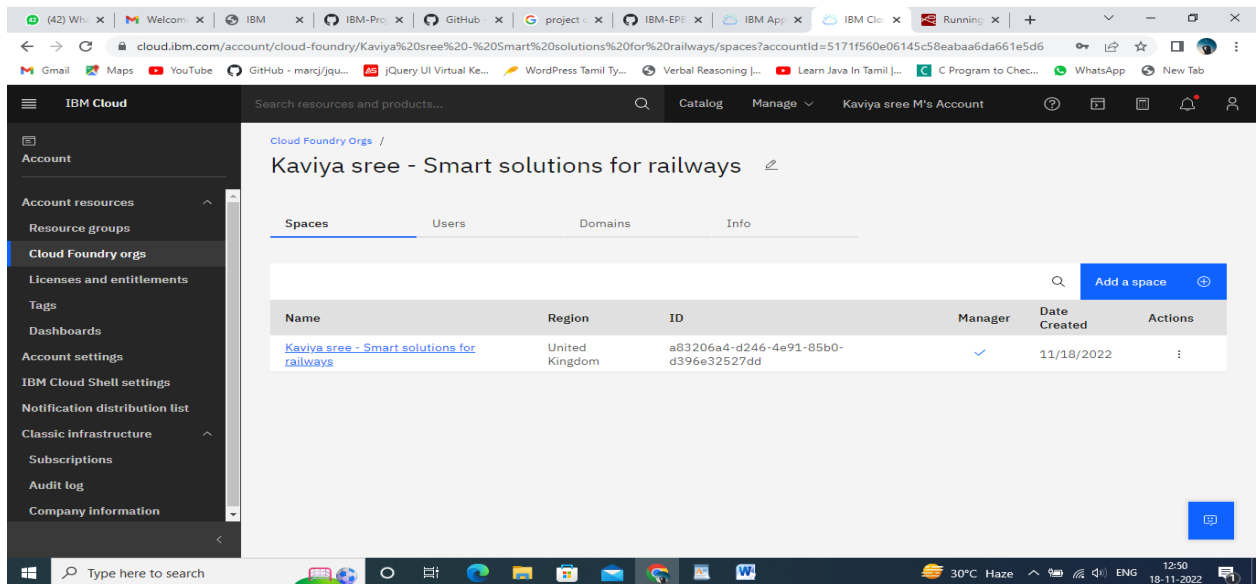 (42) Wh
Welcom
IBM
IBM-Pro
GitHub -
project c
IBM-EPB
IBM App
IBM Clo
Running
cloud.ibm.com/account/cloud-foundry/Kaviya%20sree%20-%20Smart%20solutions%20for%20railways/spaces?accountId=5171f560e06145c58eabaa6da661e5d6
Gmail Maps YouTube GitHub - marcj/jqu... jQuery UI Virtual Ke... WordPress Tamil Ty... Verbal Reasoning |... Learn Java In Tamil |... C Program to Chec... WhatsApp New Tab
IBM Cloud Search resources and products... Catalog Manage Kaviya sree M's Account
Account
Account resources
Resource groups
Cloud Foundry orgs
Licenses and entitlements
Tags
Dashboards
Account settings
IBM Cloud Shell settings
Notification distribution list
Classic infrastructure
Subscriptions
Audit log
Company information
Cloud Foundry Orgs /
Kaviya sree - Smart solutions for railways
Spaces Users Domains Info
Add a space
Name Region ID Manager Date Created Actions
Kaviya sree - Smart solutions for
railways
United
Kingdom
a83206a4-d246-4e91-85b0-
d396e32527dd
11/18/2022
Type here to search
30°C Haze ENG
12:50
18-11-2022